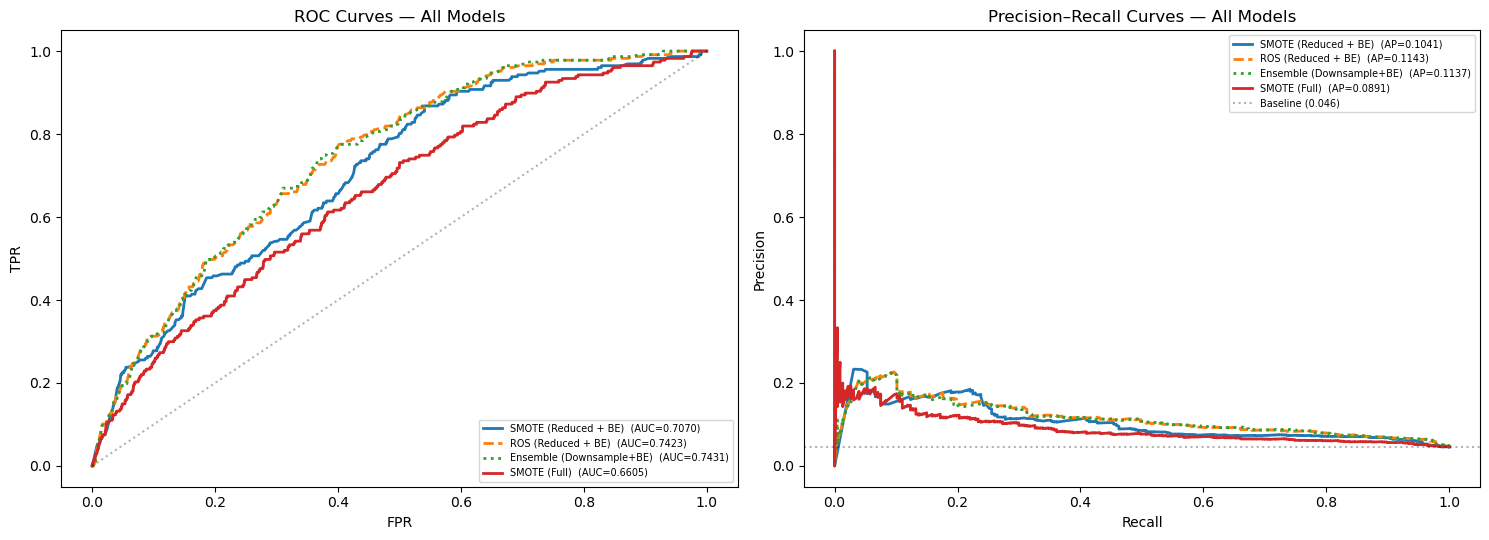 ROC Curves — All Models
1.0
0.8
0.6
0.4
0.2
0.0
TPR
0.0 0.2 0.4 0.6 0.8 1.0
FPR
SMOTE (Reduced + BE) (AUC=0.7070)
ROS (Reduced + BE) (AUC=0.7423)
Ensemble (Downsample+BE) (AUC=0.7431)
SMOTE (Full) (AUC=0.6605)
Precision–Recall Curves — All Models
1.0
0.8
0.6
0.4
0.2
0.0
Precision
0.0 0.2 0.4 0.6 0.8 1.0
Recall
SMOTE (Reduced + BE) (AP=0.1041)
ROS (Reduced + BE) (AP=0.1143)
Ensemble (Downsample+BE) (AP=0.1137)
SMOTE (Full) (AP=0.0891)
Baseline (0.046)